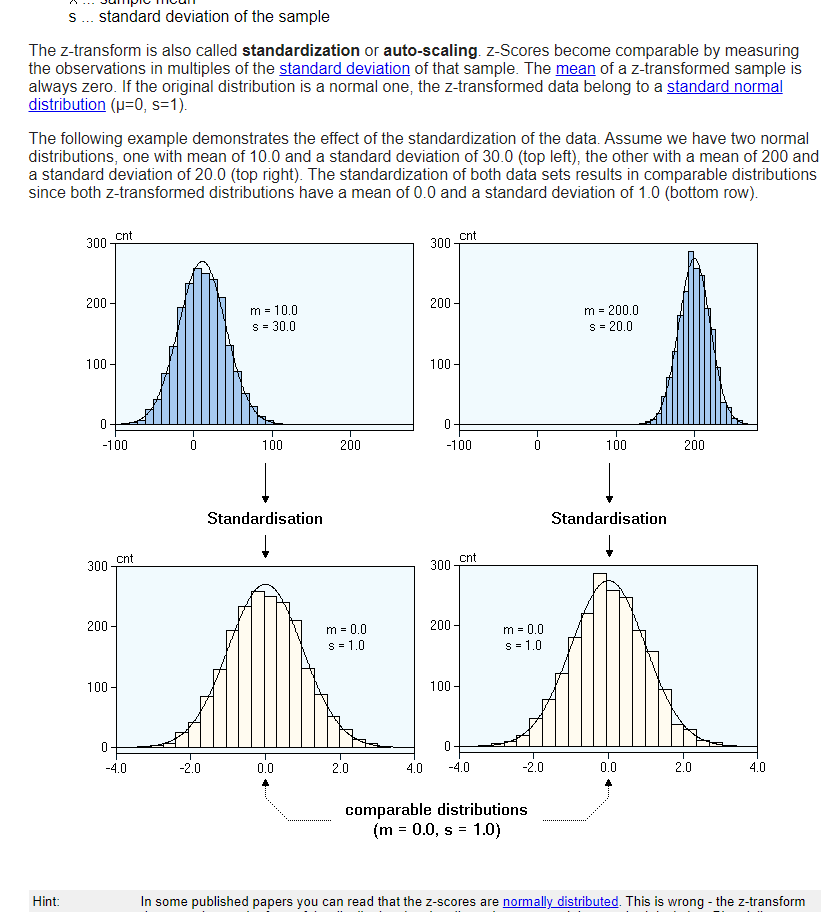 s ... standard deviation of the sample
The z-transform is also called standardization or auto-scaling. z-Scores become comparable by measuring
the observations in multiples of the standard deviation of that sample. The mean of a z-transformed sample is
always zero. If the original distribution is a normal one, the z-transformed data belong to a standard normal
distribution (μ=0, s=1).
The following example demonstrates the effect of the standardization of the data. Assume we have two normal
distributions, one with mean of 10.0 and a standard deviation of 30.0 (top left), the other with a mean of 200 and
a standard deviation of 20.0 (top right). The standardization of both data sets results in comparable distributions
since both z-transformed distributions have a mean of 0.0 and a standard deviation of 1.0 (bottom row).
cnt
300
200
100
0
m = 10.0
s = 30.0
-100 0 100 200
cnt
300
200
100
0
m = 200.0
s = 20.0
-100 0 100 200
Standardisation
Standardisation
cnt
300
200
100
0
m = 0.0
s = 1.0
-4.0 -2.0 0.0 2.0 4.0
cnt
300
200
100
0
m = 0.0
s = 1.0
-4.0 -2.0 0.0 2.0 4.0
comparable distributions
(m = 0.0, s = 1.0)
Hint: In some published papers you can read that the z-scores are normally distributed. This is wrong - the z-transform